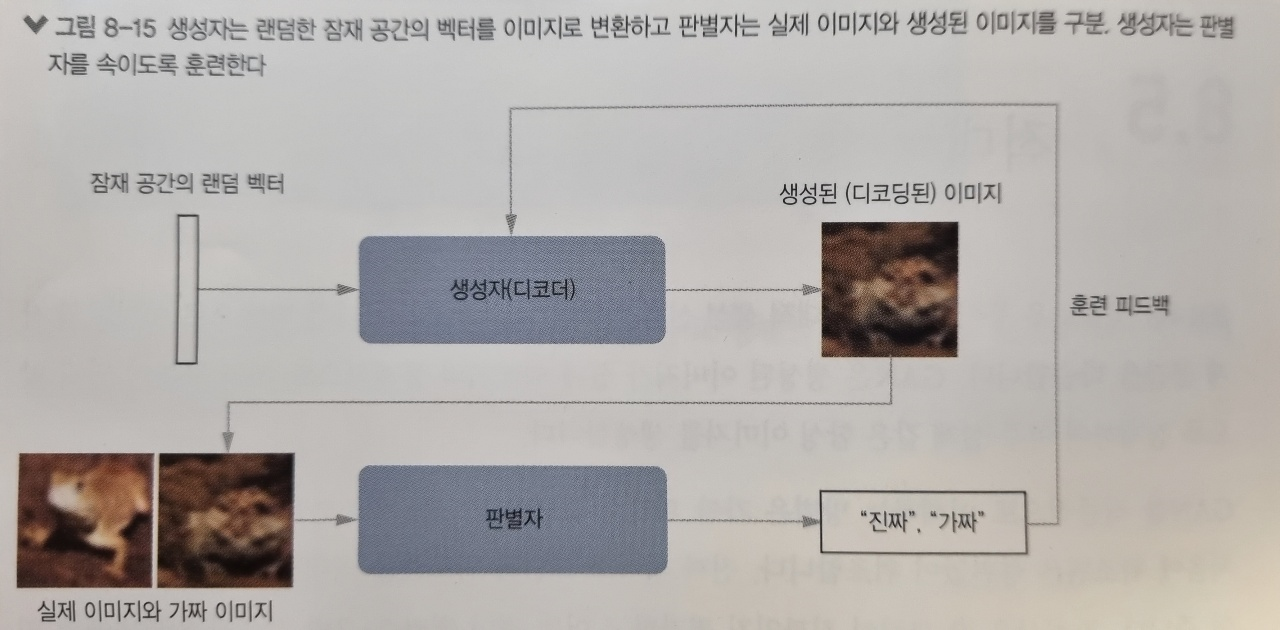 그림 8-15 생성자는 랜덤한 잠재 공간의 벡터를 이미지로 변환하고 판별자는 실제 이미지와 생성된 이미지를 구분. 생성자는 판별
자를 속이도록 훈련한다
잠재 공간의 랜덤 벡터
생성된 (디코딩된) 이미지
생성자(디코더)
훈련 피드백
판별자
“진짜”, “가짜”
실제 이미지와 가짜 이미지